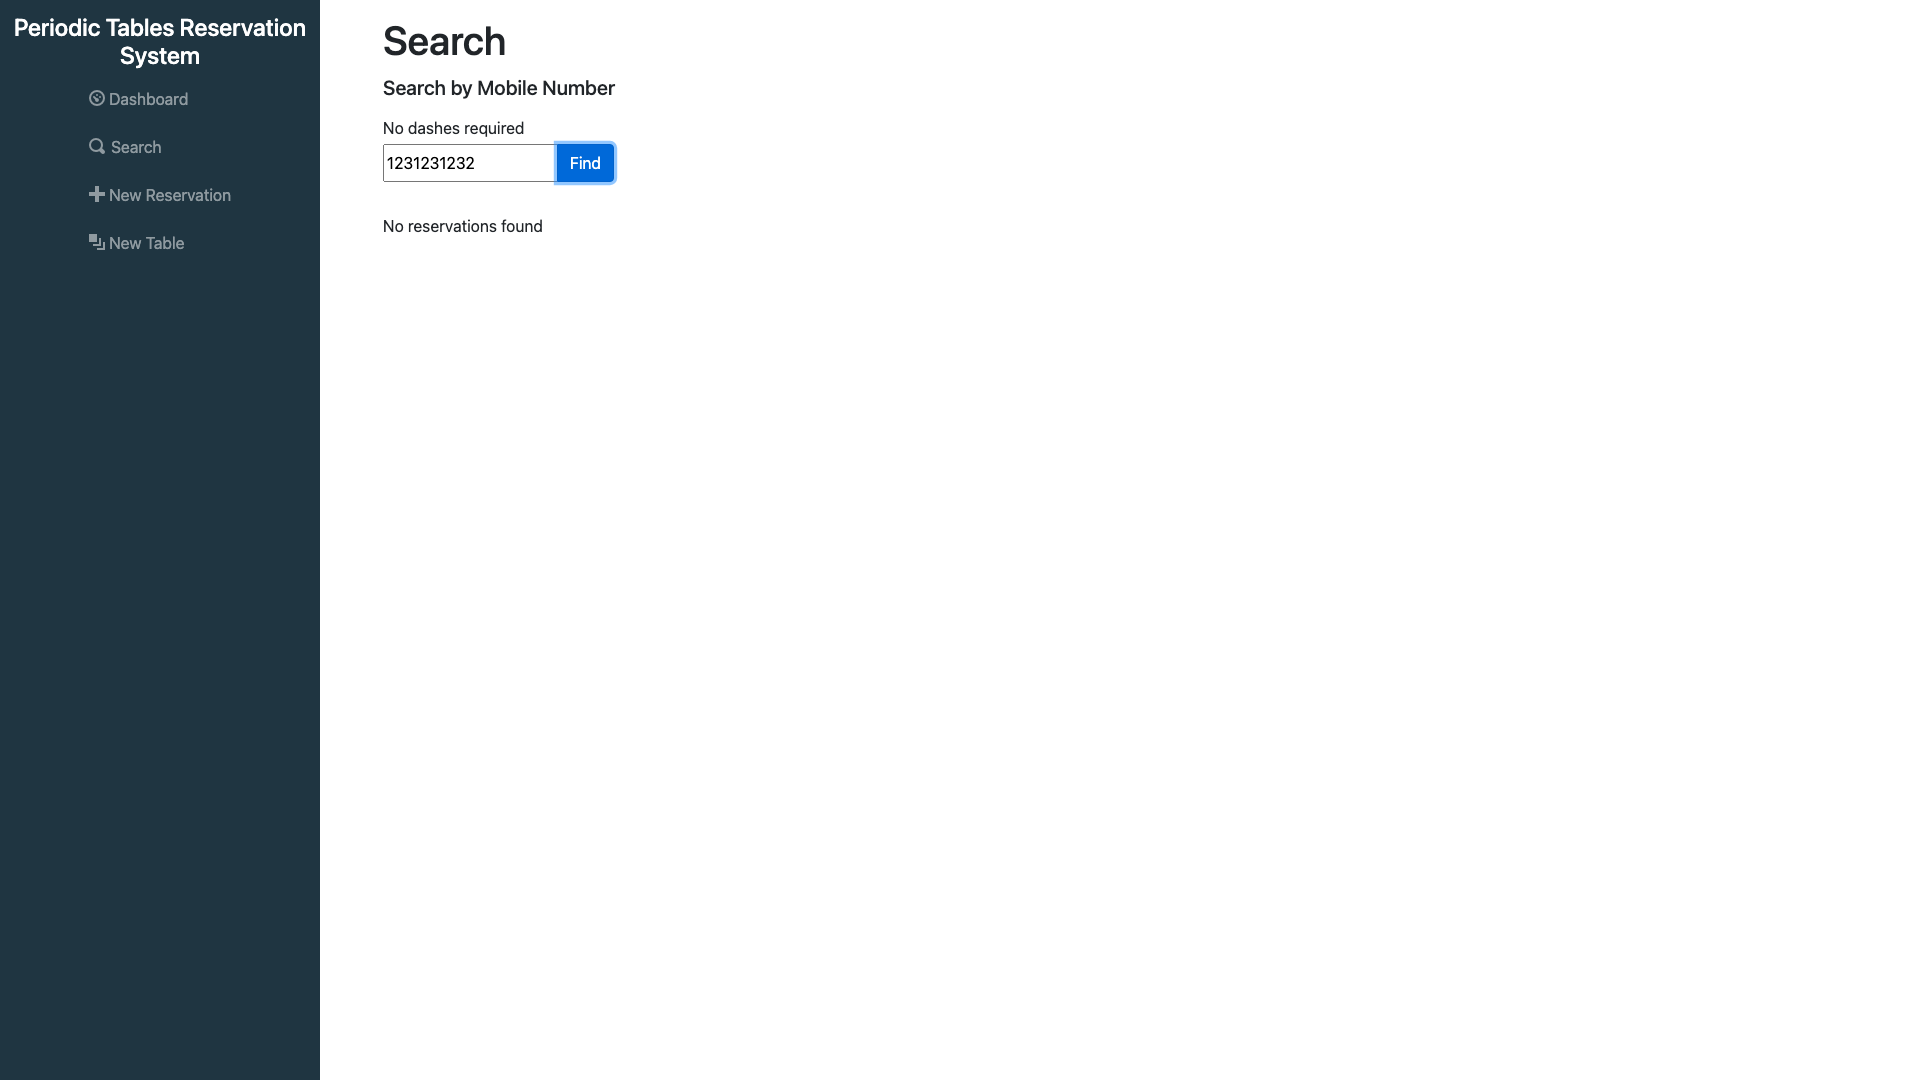 Periodic Tables Reservation
System
Dashboard
Search
New Reservation
New Table
Search
Search by Mobile Number
No dashes required
1231231232
Find
No reservations found